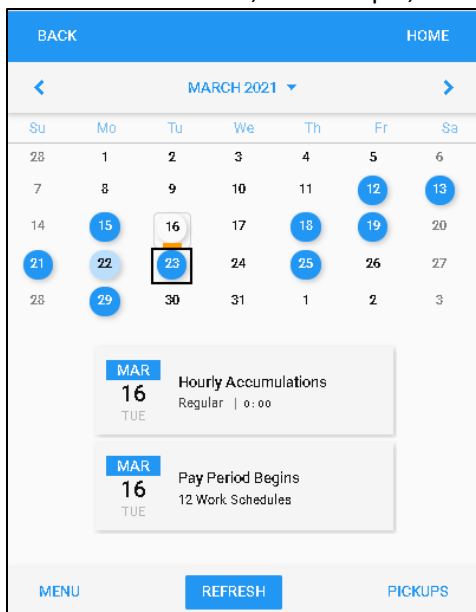 BACK HOME
MARCH 2021
Su Mo Tu We Th Fr Sa
28 1 2 3 4 5 6
7 8 9 10 11 12 13
14 15 16 17 18 19 20
21 22 23 24 25 26 27
28 29 30 31 1 2 3
MAR
16
TUE
Hourly Accumulations
Regular | 0:00
MAR
16
TUE
Pay Period Begins
12 Work Schedules
MENU REFRESH PICKUPS